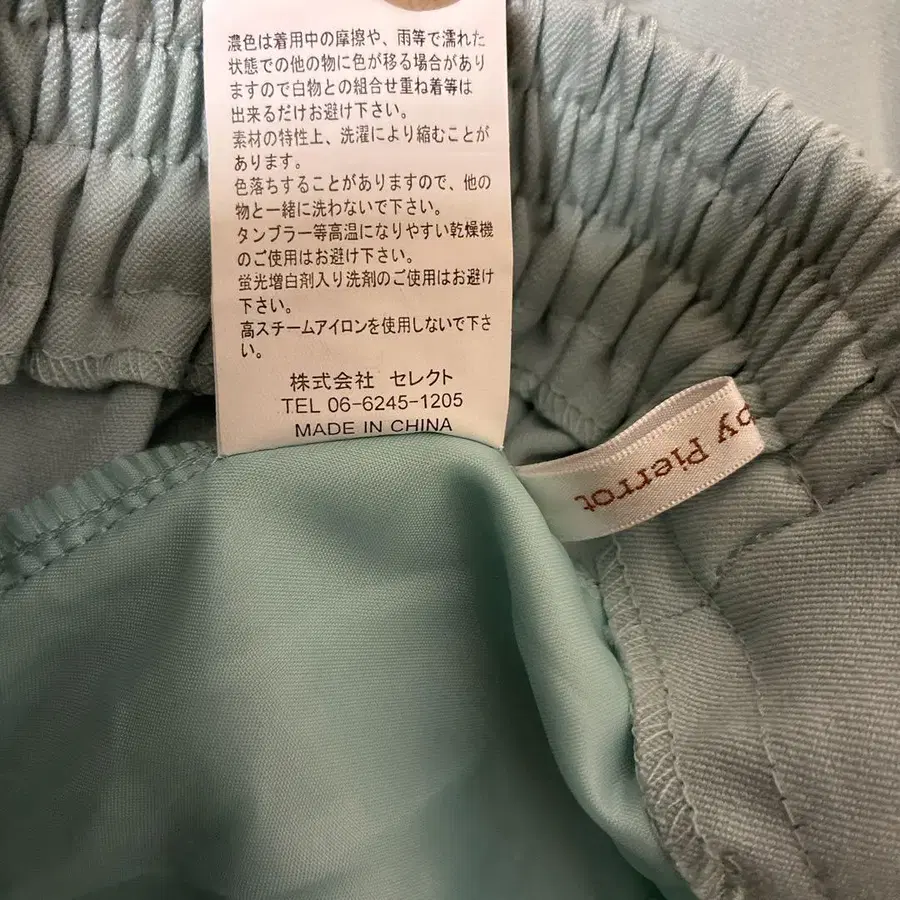 濃色は着用中の摩擦や、雨等で濡れた
状態での他の物に色が移る場合があり
ますので白物との組合せ重ね着等は
出来るだけお避け下さい。
素材の特性上、洗濯により縮むことが
あります。
色落ちすることがありますので、他の
物と一緒に洗わないで下さい。
タンブラー等高温になりやすい乾燥機
のご使用はお避け下さい。
蛍光増白剤入り洗剤のご使用はお避け
下さい。
高スチームアイロンを使用しないで下さ
い。
株式会社 セレクト
TEL 06-6245-1205
MADE IN CHINA
by Pierrot